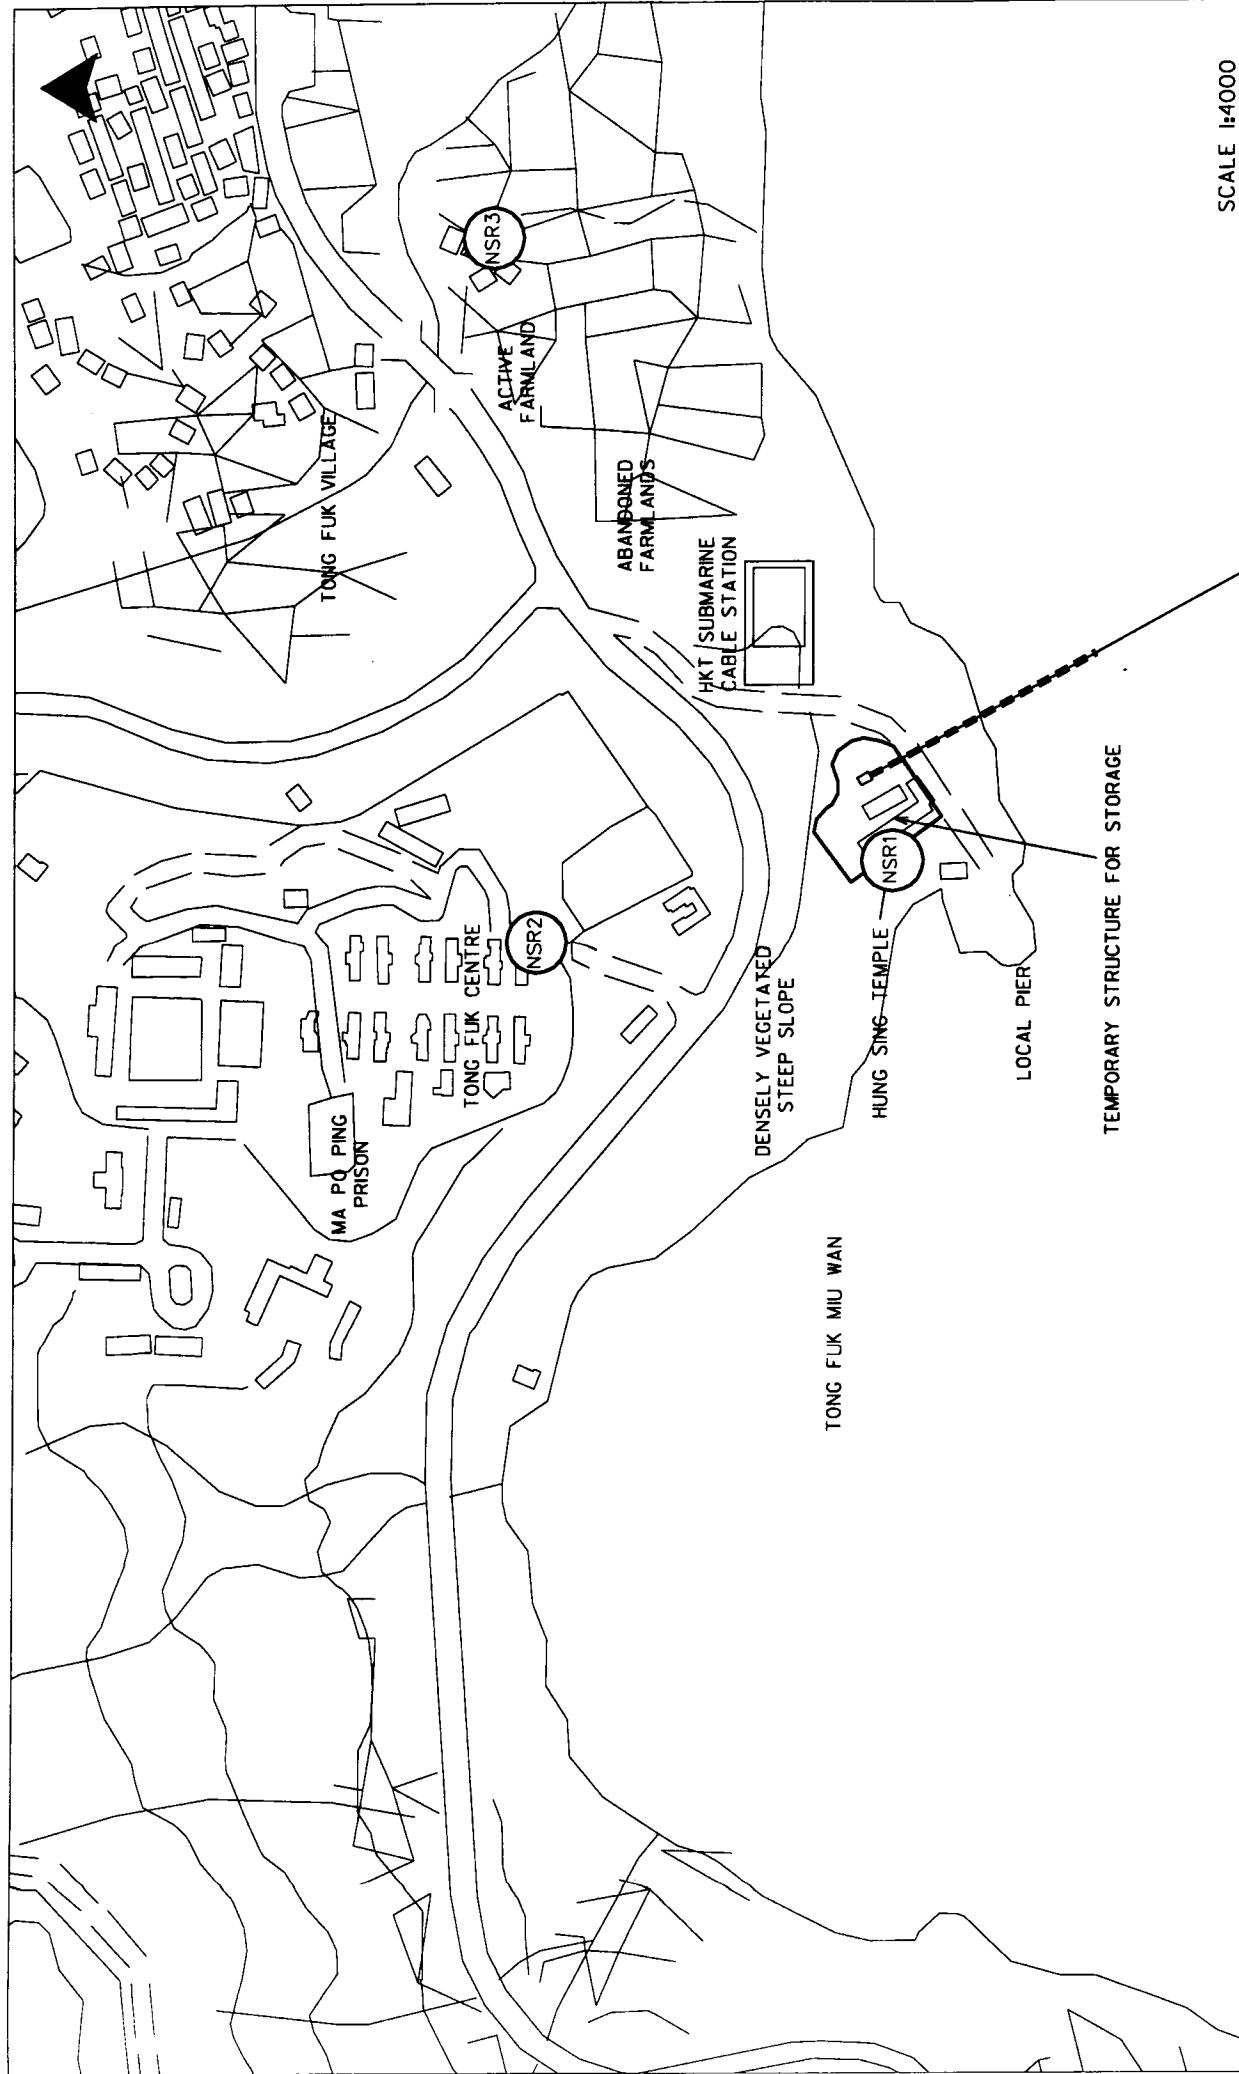 TONG FUK VILLAGE
NSR3
ACTIVE
FARMLAND
ABANDONED
FARMLANDS
HKT SUBMARINE
CABLE STATION
MA PO PING
PRISON
TONG FUK CENTRE
NSR2
DENSELY VEGETATED
STEEP SLOPE
NSR1
HUNG SING TEMPLE
LOCAL PIER
TEMPORARY STRUCTURE FOR STORAGE
TONG FUK MIU WAN
SCALE 1:4000